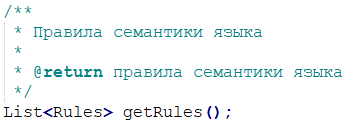 /**
 * Правила семантики языка
 *
 * @return правила семантики языка
 */
List<Rules> getRules();